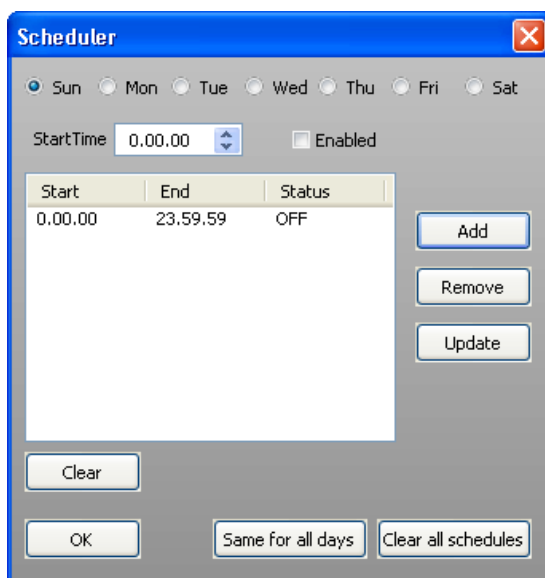 Scheduler
Sun Mon Tue Wed Thu Fri Sat
StartTime 0.00.00 Enabled
Start End Status
0.00.00 23.59.59 OFF
Add
Remove
Update
Clear
OK Same for all days Clear all schedules